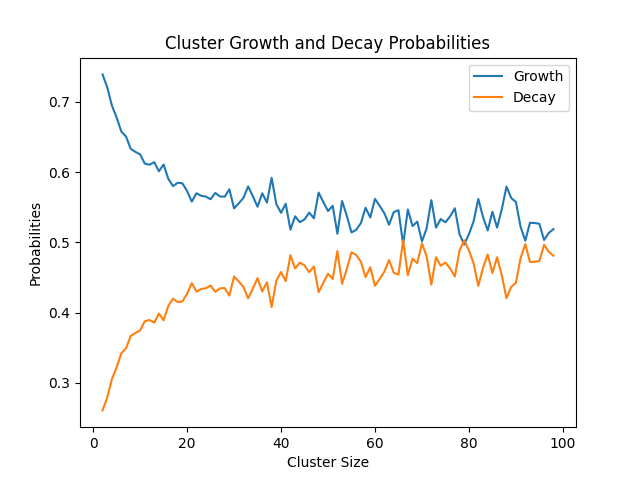 Cluster Growth and Decay Probabilities
Growth
Decay
Probabilities
0.7
0.6
0.5
0.4
0.3
0
20
40
60
80
100
Cluster Size